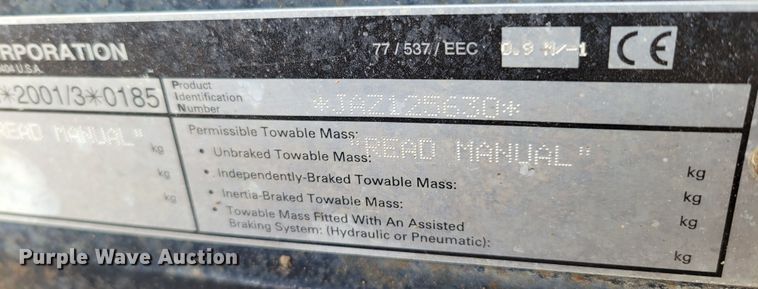 ORPORATION
404 U.S.A.
77/537/EEC 0.9 M/-1 CE
*2001/3*0185
Product
Identification
Number
*JAZ125630*
READ MANUAL"
kg
kg
kg
Permissible Towable Mass:
"READ MANUAL"
• Unbraked Towable Mass: kg
• Independently-Braked Towable Mass: kg
• Inertia-Braked Towable Mass: kg
• Towable Mass Fitted With An Assisted
Braking System: (Hydraulic or Pneumatic): kg
Purple Wave Auction